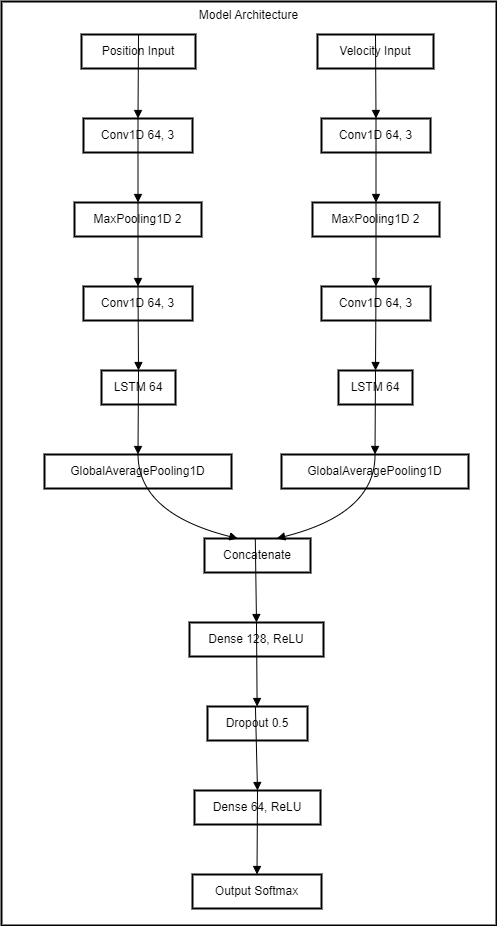 Model Architecture
Position Input
Velocity Input
Conv1D 64, 3
Conv1D 64, 3
MaxPooling1D 2
MaxPooling1D 2
Conv1D 64, 3
Conv1D 64, 3
LSTM 64
LSTM 64
GlobalAveragePooling1D
GlobalAveragePooling1D
Concatenate
Dense 128, ReLU
Dropout 0.5
Dense 64, ReLU
Output Softmax